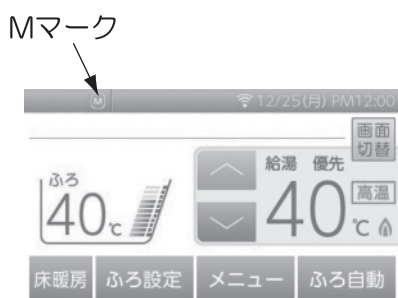 Mマーク
M 12/25(月) PM12:00
画面
切替
ふろ
40℃
給湯 優先
40℃
高温
床暖房 ふろ設定 メニュー ふろ自動